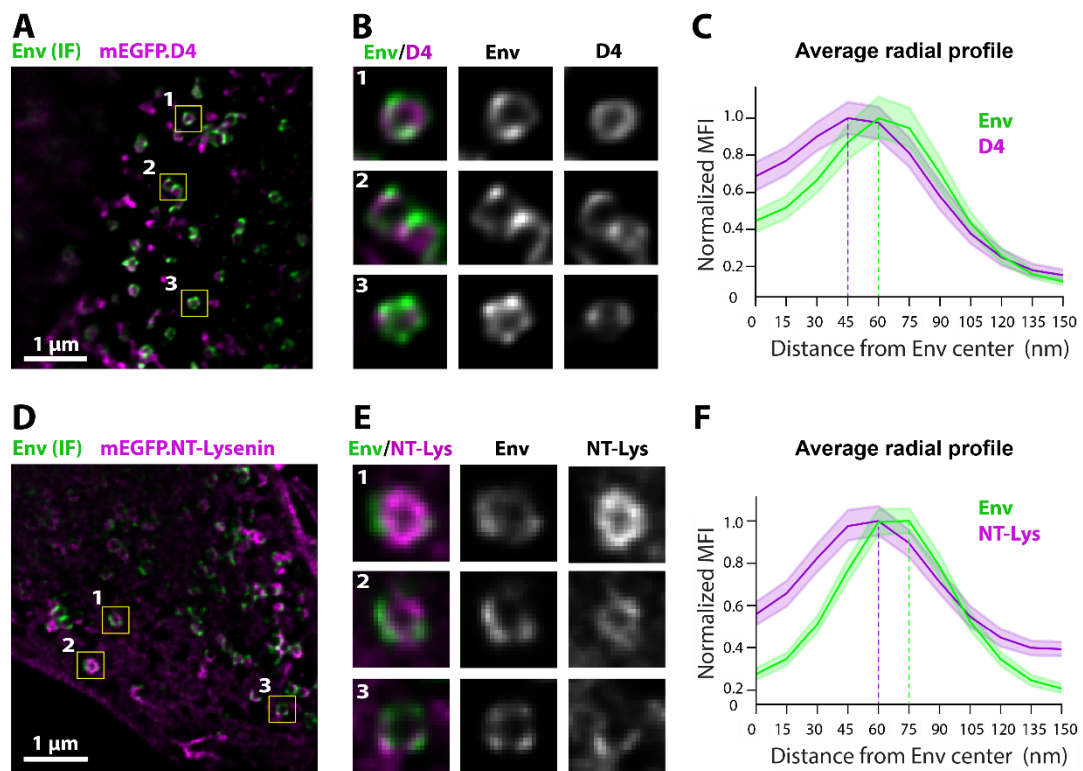 A
Env (IF) mEGFP.D4
1
2
3
1 µm
B
Env/D4 Env D4
1
2
3
C
Average radial profile
Env
D4
Normalized MFI
1.0
0.8
0.6
0.4
0.2
0
0 15 30 45 60 75 90 105 120 135 150
Distance from Env center (nm)
D
Env (IF) mEGFP.NT-Lysenin
1
2
3
1 µm
E
Env/NT-Lys Env NT-Lys
1
2
3
F
Average radial profile
Env
NT-Lys
Normalized MFI
1.0
0.8
0.6
0.4
0.2
0
0 15 30 45 60 75 90 105 120 135 150
Distance from Env center (nm)